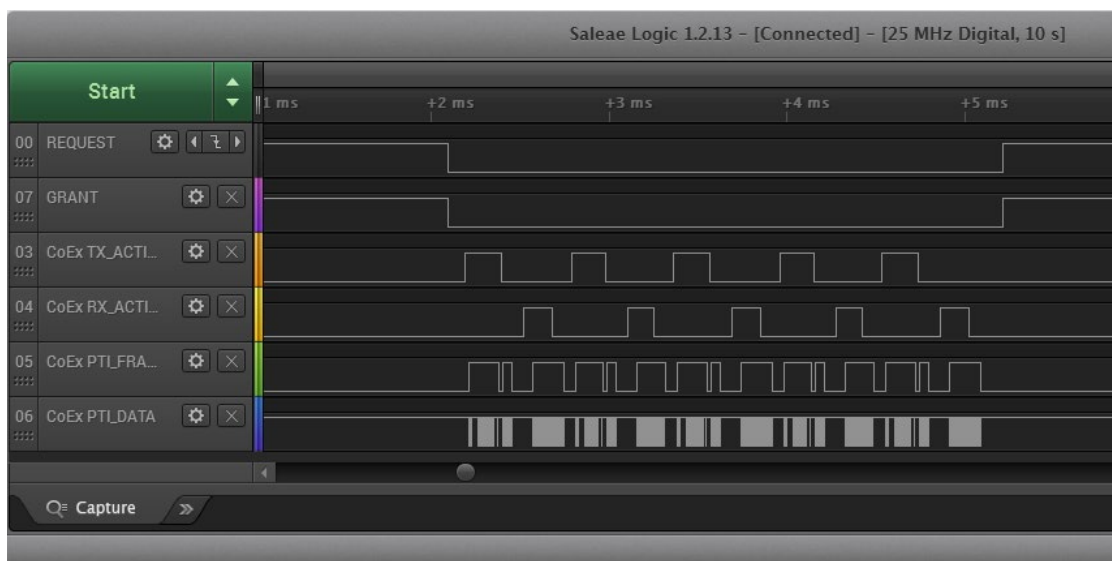 Saleae Logic 1.2.13 - [Connected] - [25 MHz Digital, 10 s]
Start
1 ms +2 ms +3 ms +4 ms +5 ms
00 REQUEST
07 GRANT
03 CoEx TX_ACTI...
04 CoEx RX_ACTI...
05 CoEx PTI_FRA...
06 CoEx PTI_DATA
Capture